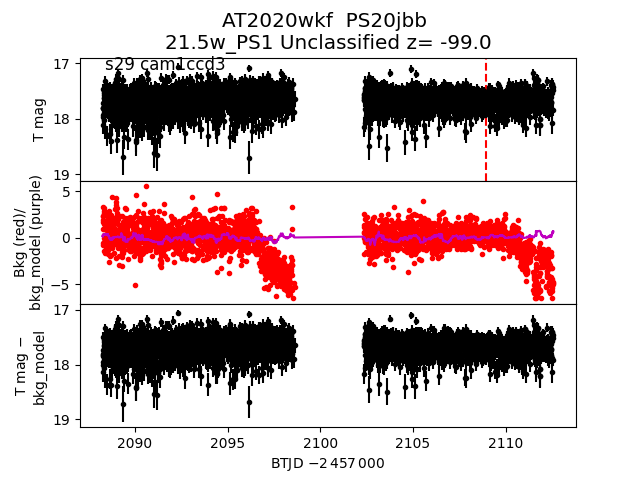 AT2020wkf  PS20jbb
21.5w_PS1 Unclassified z= -99.0
s29 cam1ccd3
17
18
19
T mag
5
0
−5
Bkg (red)/
bkg_model (purple)
17
18
19
T mag −
bkg_model
2090
2095
2100
2105
2110
BTJD −2 457 000